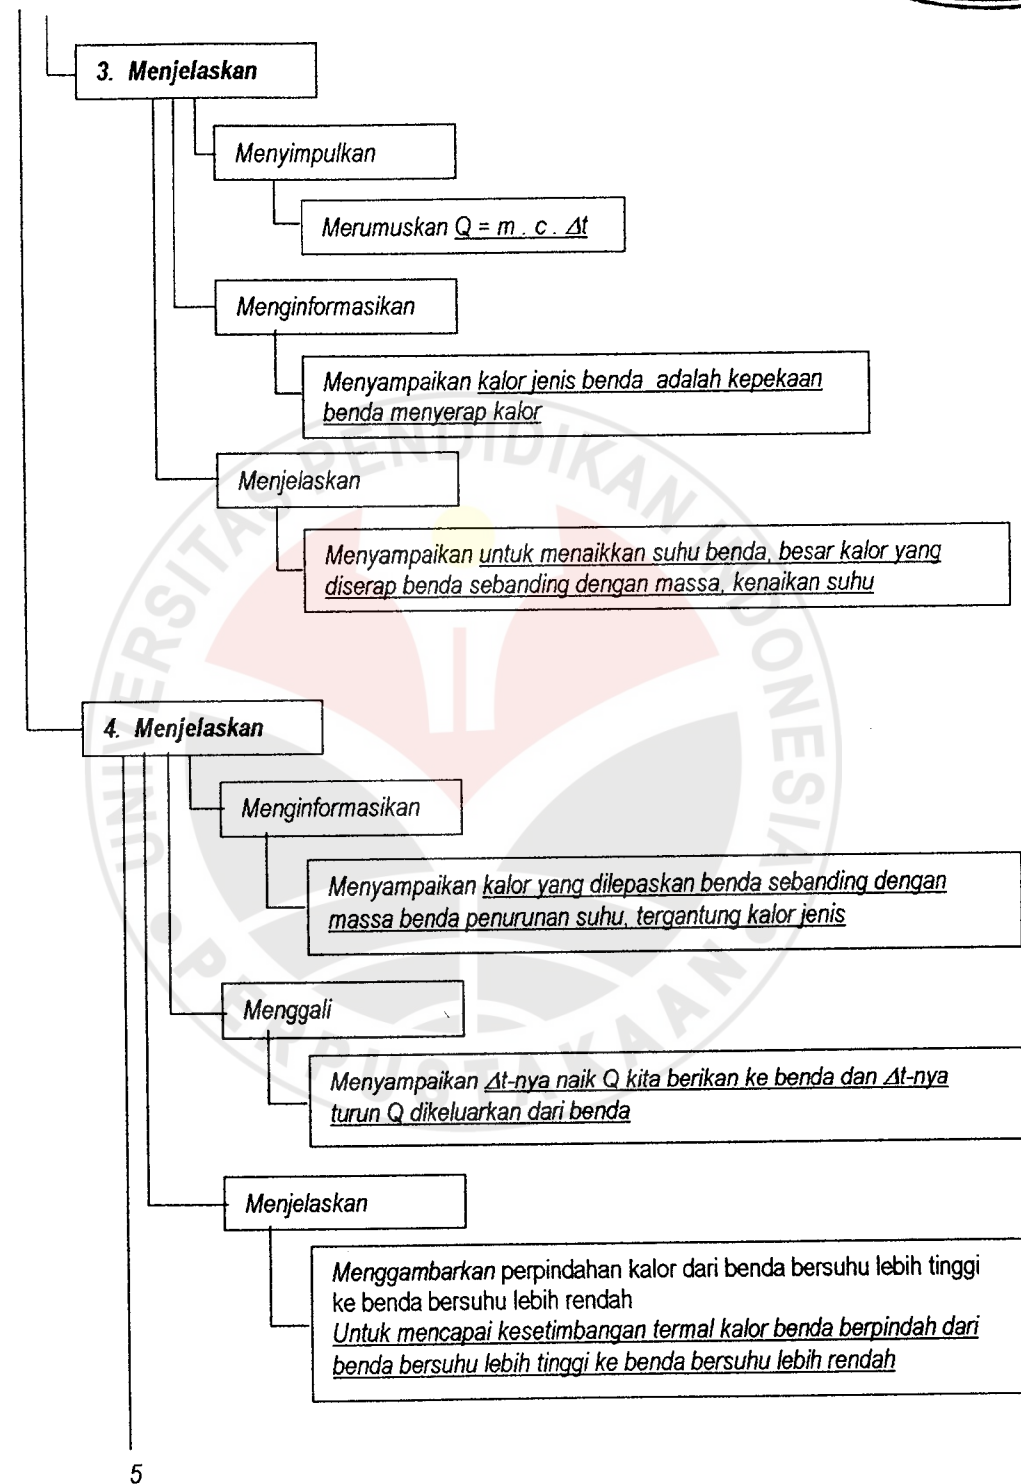 3. Menjelaskan
Menyimpulkan
Merumuskan Q = m . c . Δt
Menginformasikan
Menyampaikan kalor jenis benda adalah kepekaan
benda menyerap kalor
Menjelaskan
Menyampaikan untuk menaikkan suhu benda, besar kalor yang
diserap benda sebanding dengan massa, kenaikan suhu
4. Menjelaskan
Menginformasikan
Menyampaikan kalor yang dilepaskan benda sebanding dengan
massa benda penurunan suhu, tergantung kalor jenis
Menggali
Menyampaikan Δt-nya naik Q kita berikan ke benda dan Δt-nya
turun Q dikeluarkan dari benda
Menjelaskan
Menggambarkan perpindahan kalor dari benda bersuhu lebih tinggi
ke benda bersuhu lebih rendah
Untuk mencapai kesetimbangan termal kalor benda berpindah dari
benda bersuhu lebih tinggi ke benda bersuhu lebih rendah
5
UNIVERSITAS PENDIDIKAN INDONESIA
PERPUSTAKAAN